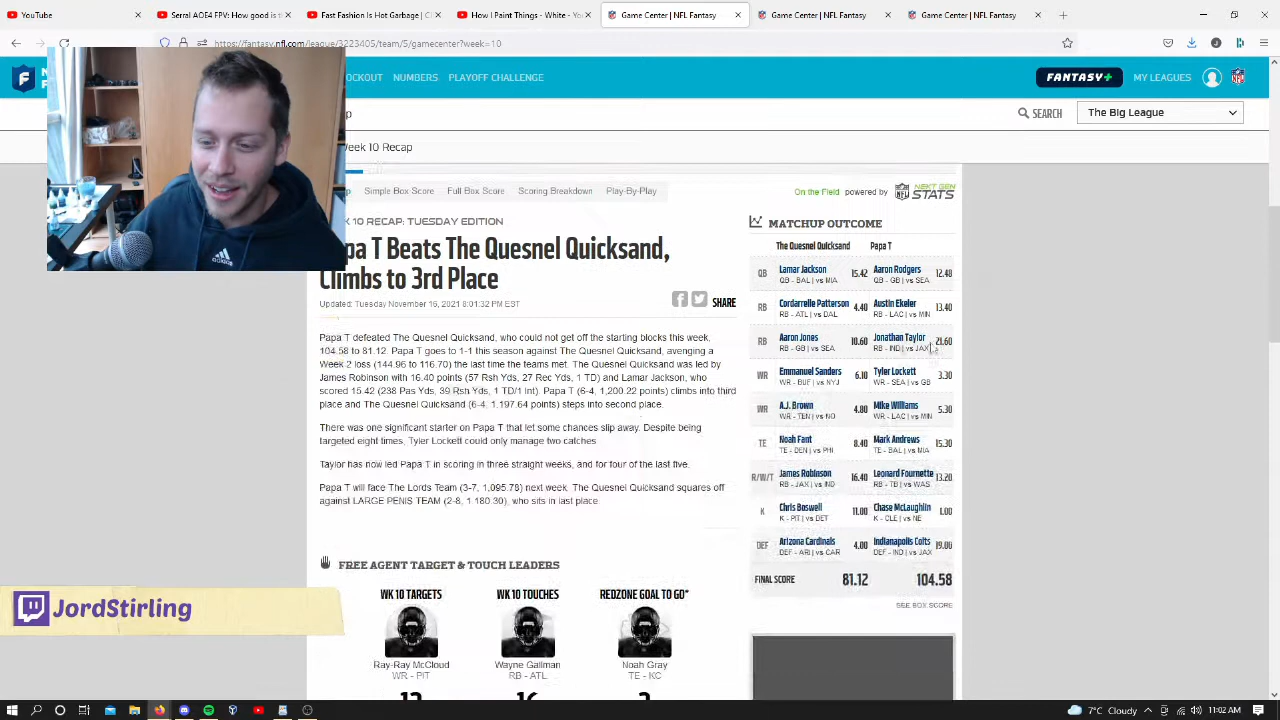 YouTube
Serral AOE4 FPV: How good is t
Fast Hands for Competitive Ga
How I Paint Things - White - Yo
Game Center | NFL Fantasy
Game Center | NFL Fantasy
Game Center | NFL Fantasy
https://fantasy.nfl.com/league/3223405/team/5/gamecenter?week=10
NUMBERS PLAYOFF CHALLENGE
FANTASY+ MY LEAGUES
SEARCH The Big League
Week 10 Recap
Simple Box Score Full Box Score Scoring Breakdown Play-By-Play
On the Field powered by NEXT GEN STATS
K 10 RECAP: TUESDAY EDITION
Papa T Beats The Quesnel Quicksand,
Climbs to 3rd Place
Updated: Tuesday November 16, 2021 8:01:32 PM EST
SHARE
Papa T defeated The Quesnel Quicksand, who could not get off the starting blocks this week,
104.58 to 81.12. Papa T goes to 1-1 this season against The Quesnel Quicksand, avenging a
Week-2 loss (144.96 to 116.70) the last time the teams met. The Quesnel Quicksand was led by
James Robinson with 16.40 points (57 Rsh Yds, 27 Rec Yds, 1 TD) and Lamar Jackson, who
scored 15.42 (238 Pas Yds, 39 Rsh Yds, 1 TD/1 Int). Papa T (6-4, 1,200.22 points) climbs into third
place and The Quesnel Quicksand (6-4, 1,197.64 points) steps into second place.
There was one significant starter on Papa T that let some chances slip away. Despite being
targeted eight times, Tyler Lockett could only manage two catches.
Taylor has now led Papa T in scoring in three straight weeks, and for four of the last five.
Papa T will face The Lords Team (3-7, 1,095.78) next week. The Quesnel Quicksand squares off
against LARGE PENIS TEAM (2-8, 1,180.30), who sits in last place.
MATCHUP OUTCOME
The Quesnel Quicksand Papa T
QB Lamar Jackson 15.42 Aaron Rodgers 12.48
QB - BAL | vs MIA QB - GB | vs SEA
RB Cordarrelle Patterson 4.40 Austin Ekeler 13.40
RB - ATL | vs DAL RB - LAC | vs MIN
RB Aaron Jones 10.60 Jonathan Taylor 21.60
RB - GB | vs SEA RB - IND | vs JAX
WR Emmanuel Sanders 6.10 Tyler Lockett 3.30
WR - BUF | vs NYJ WR - SEA | vs GB
WR A.J. Brown 4.80 Mike Williams 5.30
WR - TEN | vs NO WR - LAC | vs MIN
TE Noah Fant 8.40 Mark Andrews 15.30
TE - DEN | vs PHI TE - BAL | vs MIA
R/W/T James Robinson 16.40 Leonard Fournette 13.20
RB - JAX | vs IND RB - TB | vs WAS
K Chris Boswell 11.00 Chase McLaughlin 1.00
K - PIT | vs DET K - CLE | vs NE
DEF Arizona Cardinals 4.00 Indianapolis Colts 19.00
DEF - ARI | vs CAR DEF - IND | vs JAX
FINAL SCORE 81.12 104.58
SEE BOX SCORE
FREE AGENT TARGET & TOUCH LEADERS
WK 10 TARGETS WK 10 TOUCHES REDZONE GOAL TO GO*
Ray-Ray McCloud Wayne Gallman Noah Gray
WR - PIT RB - ATL TE - KC
JordStirling
7°C Cloudy 11:02 AM